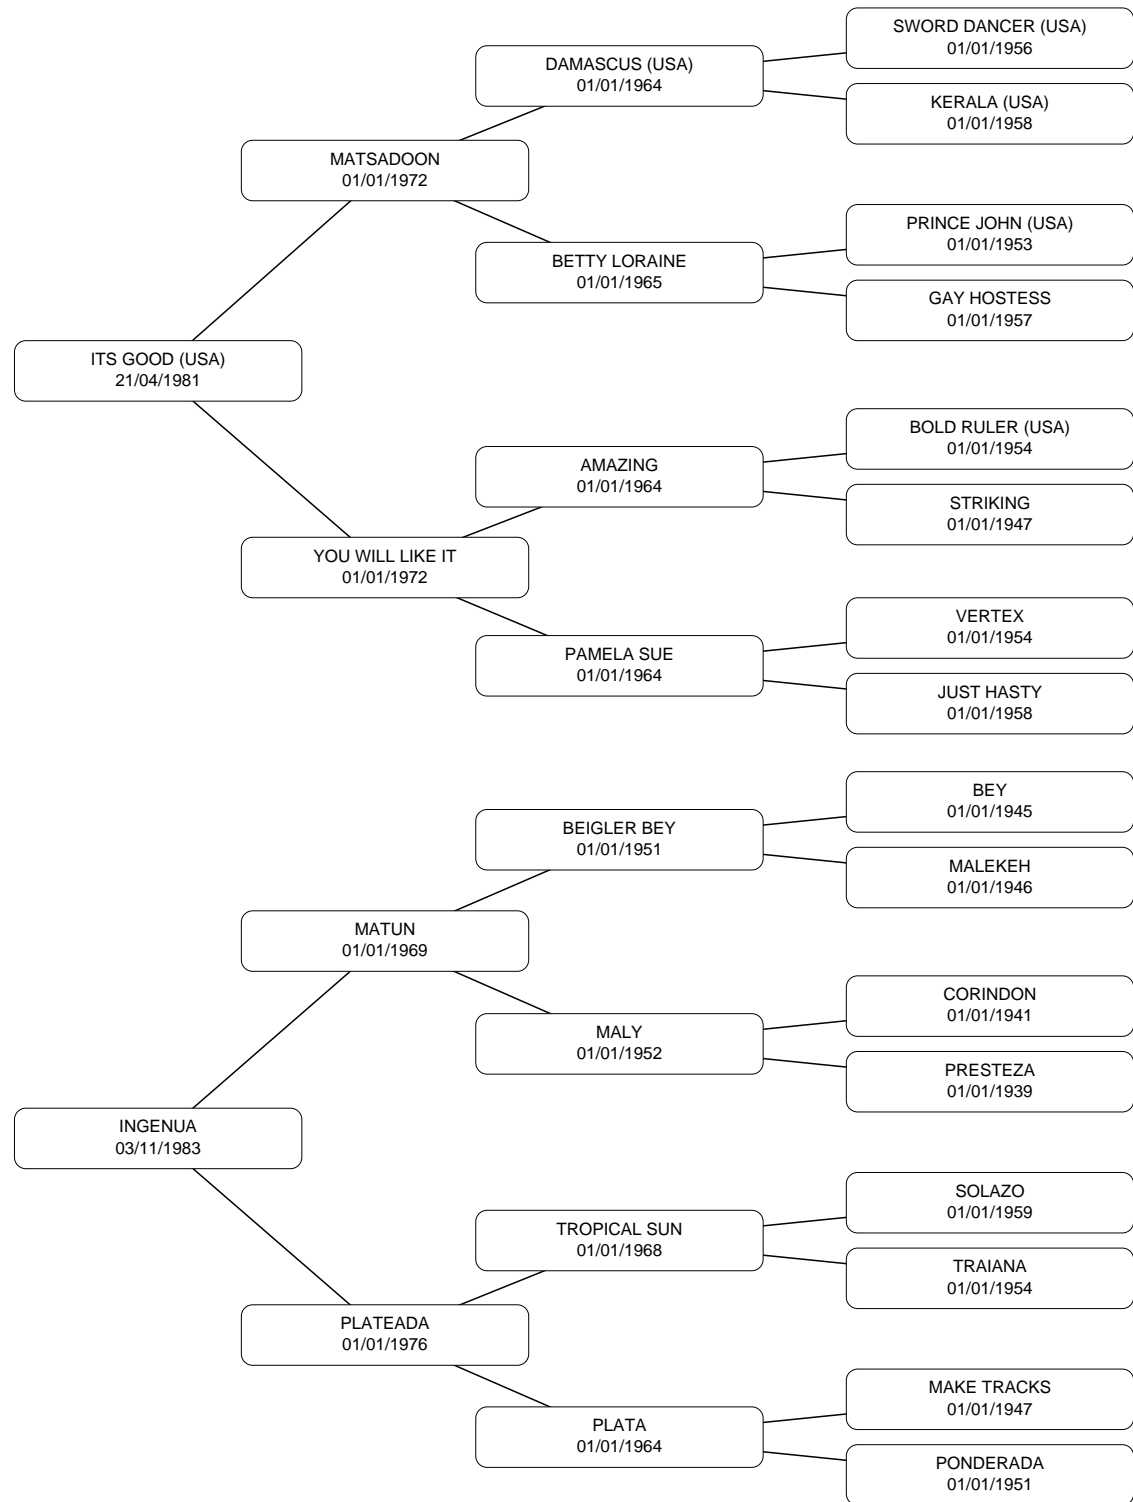 SWORD DANCER (USA)
01/01/1956
DAMASCUS (USA)
01/01/1964
KERALA (USA)
01/01/1958
MATSADOON
01/01/1972
PRINCE JOHN (USA)
01/01/1953
BETTY LORAINE
01/01/1965
GAY HOSTESS
01/01/1957
ITS GOOD (USA)
21/04/1981
BOLD RULER (USA)
01/01/1954
AMAZING
01/01/1964
STRIKING
01/01/1947
YOU WILL LIKE IT
01/01/1972
VERTEX
01/01/1954
PAMELA SUE
01/01/1964
JUST HASTY
01/01/1958
BEY
01/01/1945
BEIGLER BEY
01/01/1951
MALEKEH
01/01/1946
MATUN
01/01/1969
CORINDON
01/01/1941
MALY
01/01/1952
PRESTEZA
01/01/1939
INGENUA
03/11/1983
SOLAZO
01/01/1959
TROPICAL SUN
01/01/1968
TRAIANA
01/01/1954
PLATEADA
01/01/1976
MAKE TRACKS
01/01/1947
PLATA
01/01/1964
PONDERADA
01/01/1951